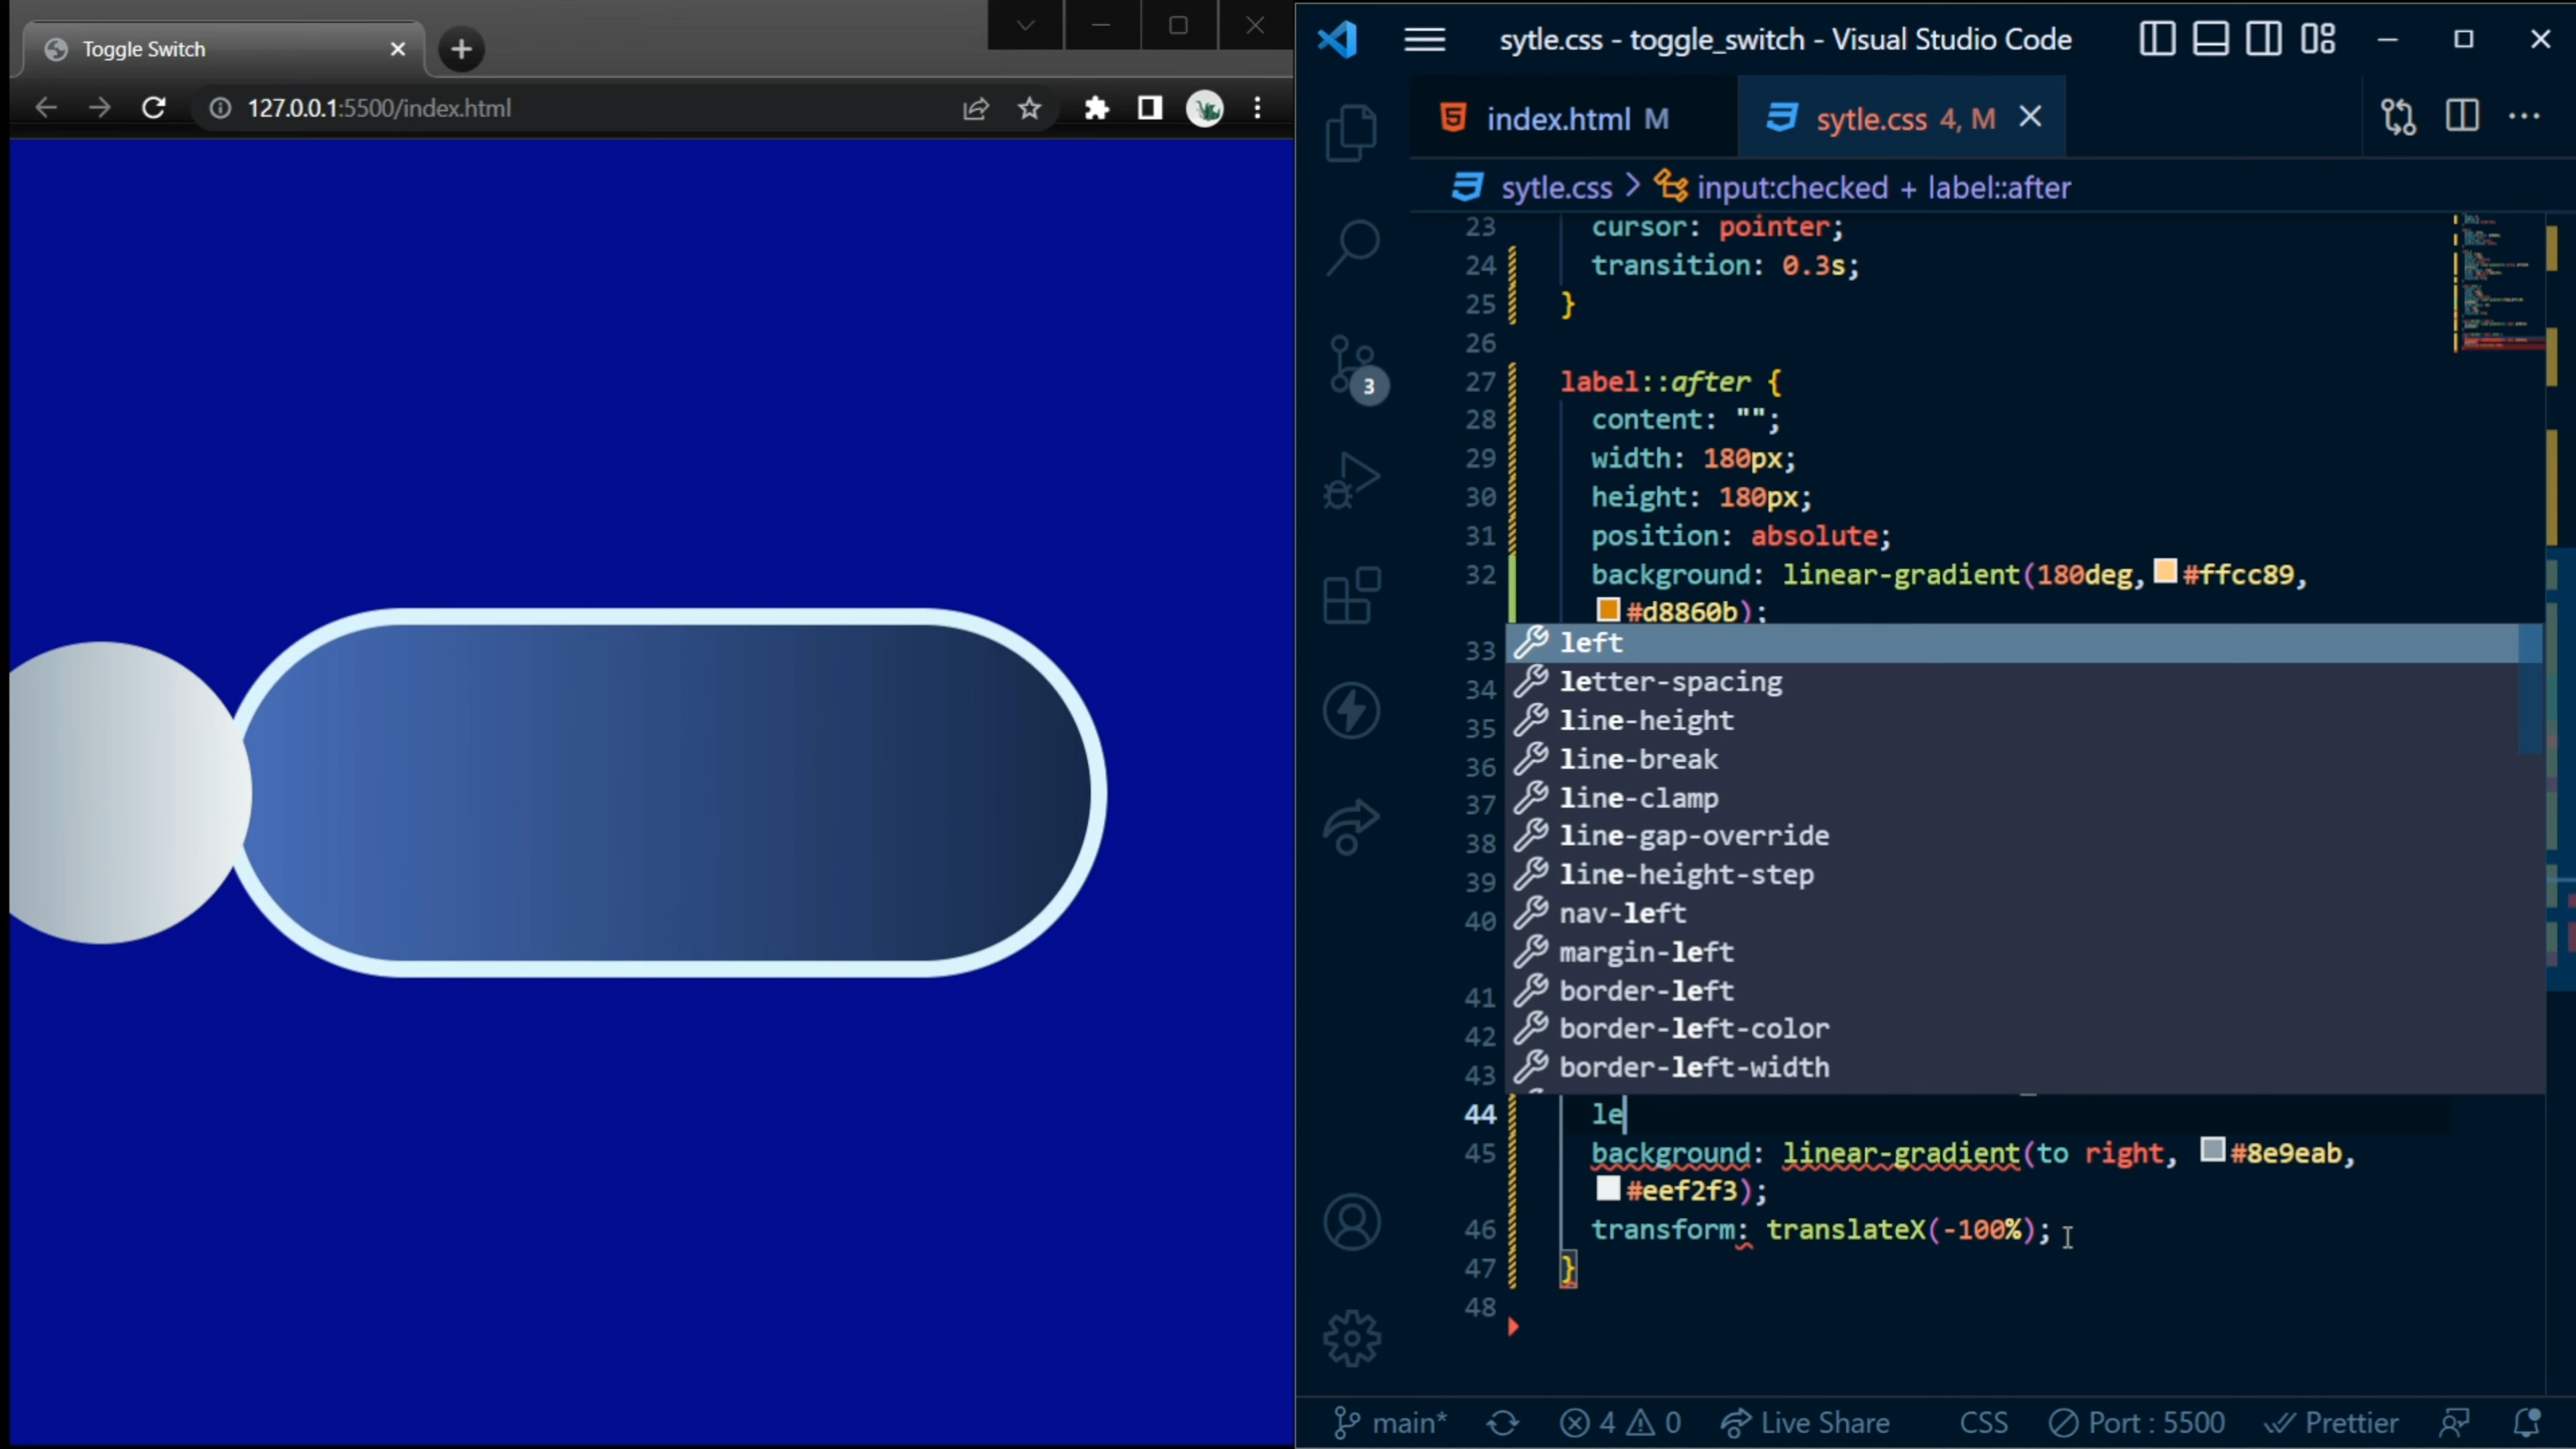 Toggle Switch
127.0.0.1:5500/index.html
sytle.css - toggle_switch - Visual Studio Code
index.html M
sytle.css 4, M
sytle.css > input:checked + label::after
23 cursor: pointer;
24 transition: 0.3s;
25 }
26
27 label::after {
28 content: "";
29 width: 180px;
30 height: 180px;
31 position: absolute;
32 background: linear-gradient(180deg, #ffcc89,
#d8860b);
33 left
34 letter-spacing
35 line-height
36 line-break
37 line-clamp
38 line-gap-override
39 line-height-step
40 nav-left
margin-left
41 border-left
42 border-left-color
43 border-left-width
44 le
45 background: linear-gradient(to right, #8e9eab,
#eef2f3);
46 transform: translateX(-100%);
47 }
48
3
main* 4 0 Live Share CSS Port : 5500 Prettier